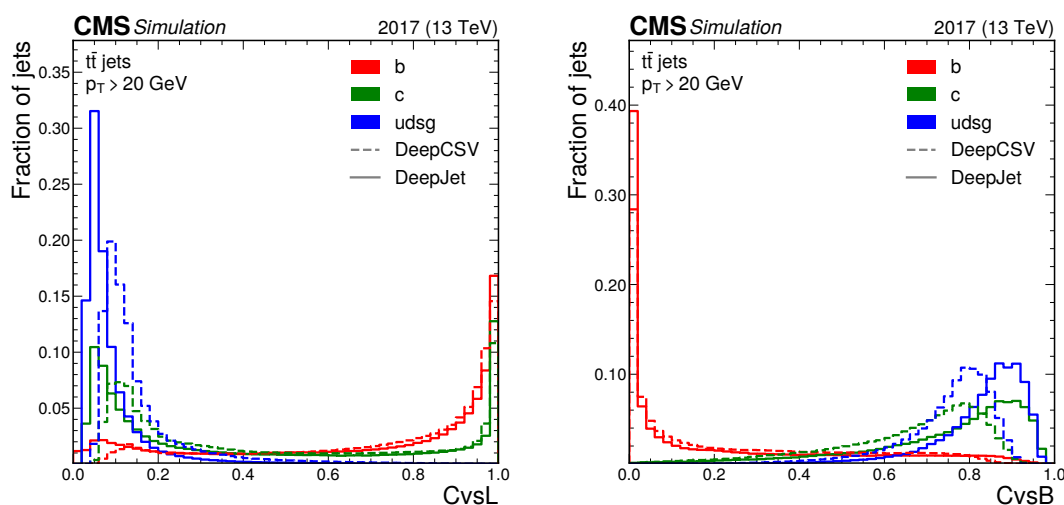 CMS Simulation 2017 (13 TeV)
tt̄ jets
p_T > 20 GeV
b
c
udsg
DeepCSV
DeepJet
Fraction of jets
0.35
0.30
0.25
0.20
0.15
0.10
0.05
0.0 0.2 0.4 0.6 0.8 1.0
CvsL
CMS Simulation 2017 (13 TeV)
tt̄ jets
p_T > 20 GeV
b
c
udsg
DeepCSV
DeepJet
Fraction of jets
0.40
0.30
0.20
0.10
0.0 0.2 0.4 0.6 0.8 1.0
CvsB